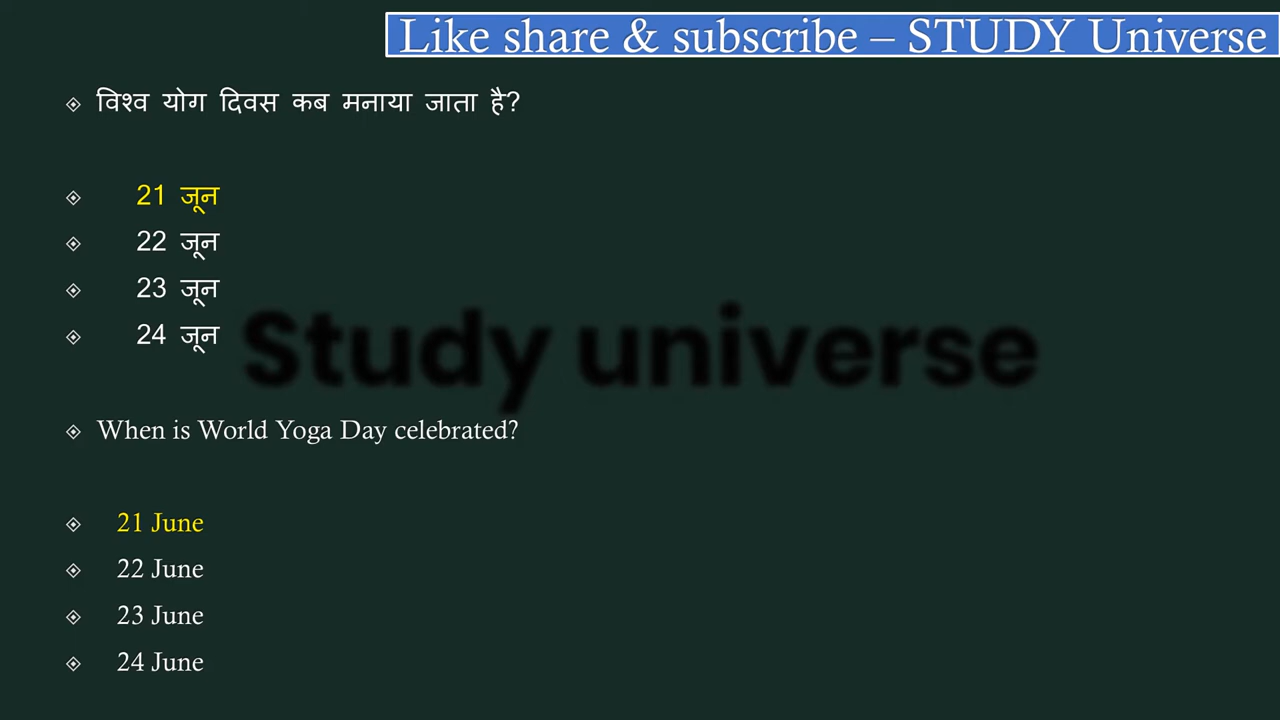 Like share & subscribe – STUDY Universe
विश्व योग दिवस कब मनाया जाता है?
21 जून
22 जून
23 जून
24 जून
Study universe
When is World Yoga Day celebrated?
21 June
22 June
23 June
24 June